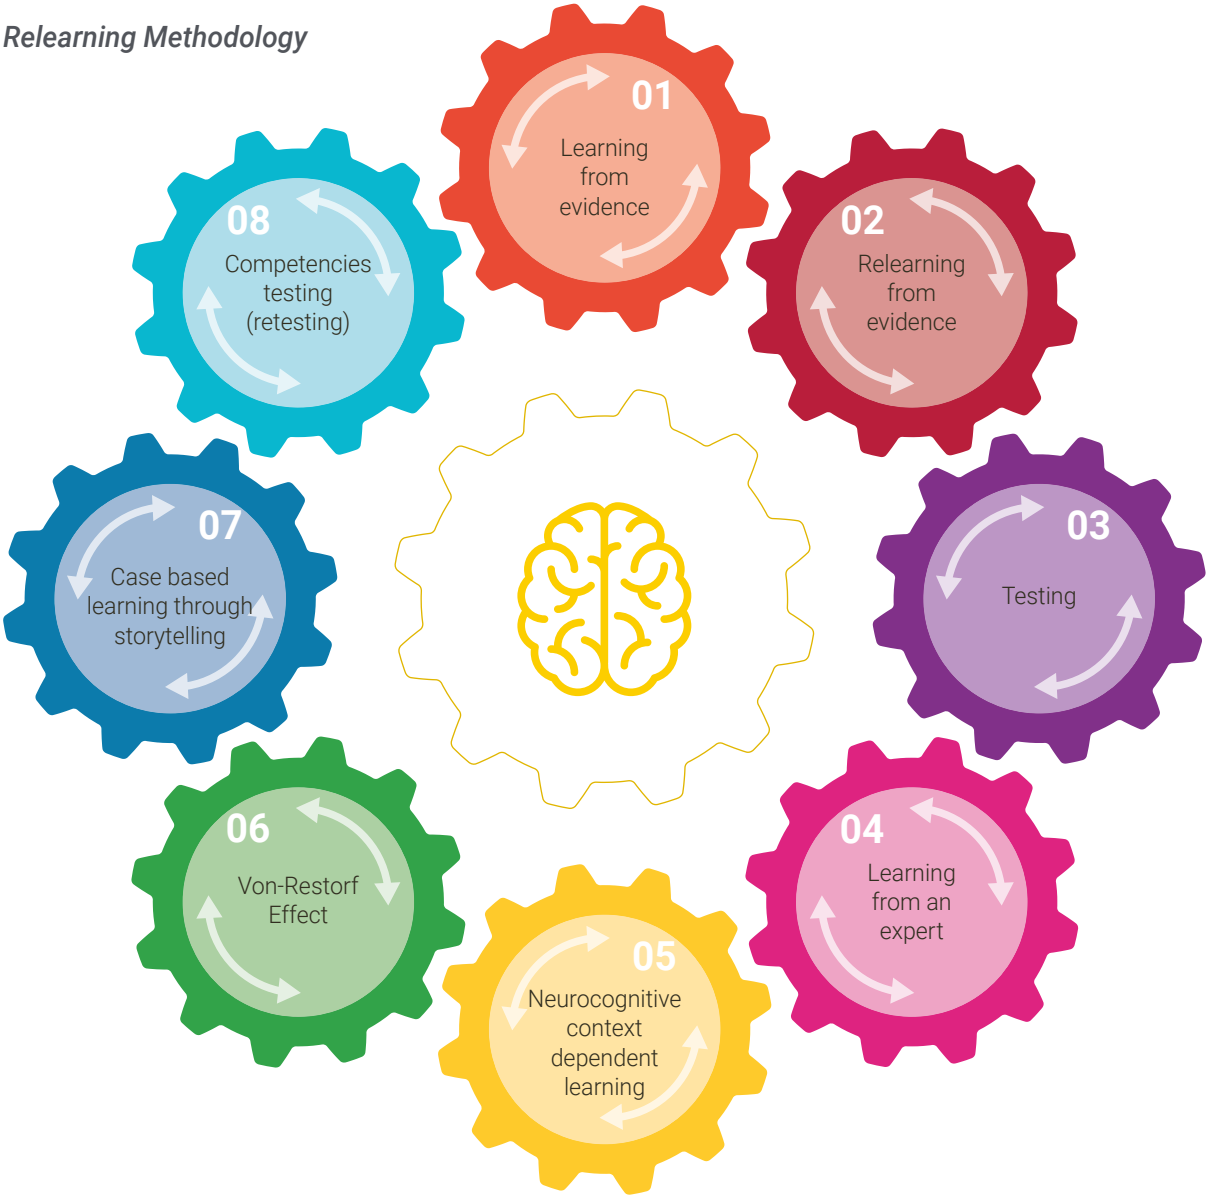 Relearning Methodology
01
Learning
from
evidence
02
Relearning
from
evidence
03
Testing
04
Learning
from an
expert
05
Neurocognitive
context
dependent
learning
06
Von-Restorf
Effect
07
Case based
learning through
storytelling
08
Competencies
testing
(retesting)